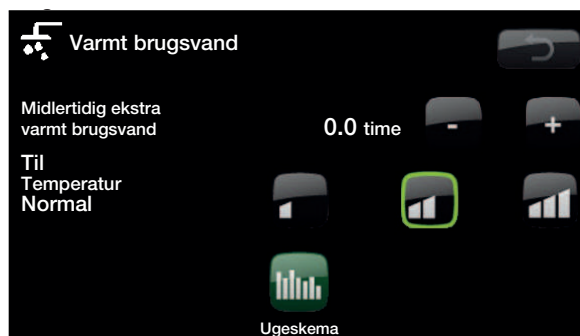 Varmt brugsvand
Midlertidig ekstra
varmt brugsvand
0.0 time
-
+
Til
Temperatur
Normal
Ugeskema